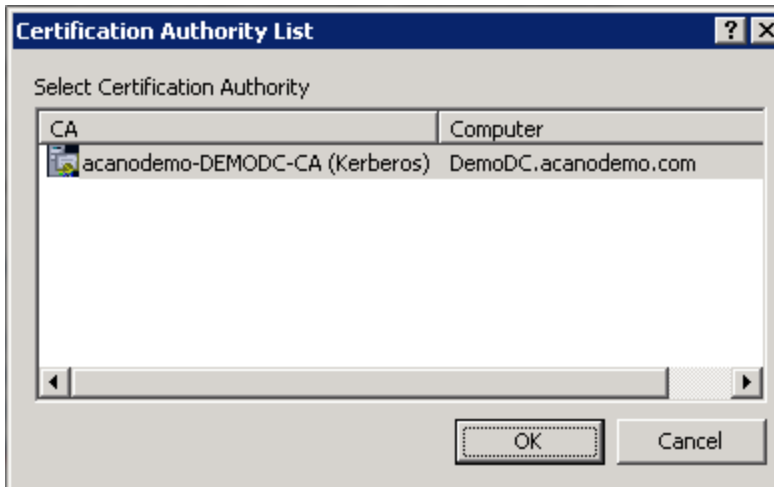 Certification Authority List
Select Certification Authority
CA Computer
acanodemo-DEMODC-CA (Kerberos) DemoDC.acanodemo.com
OK Cancel